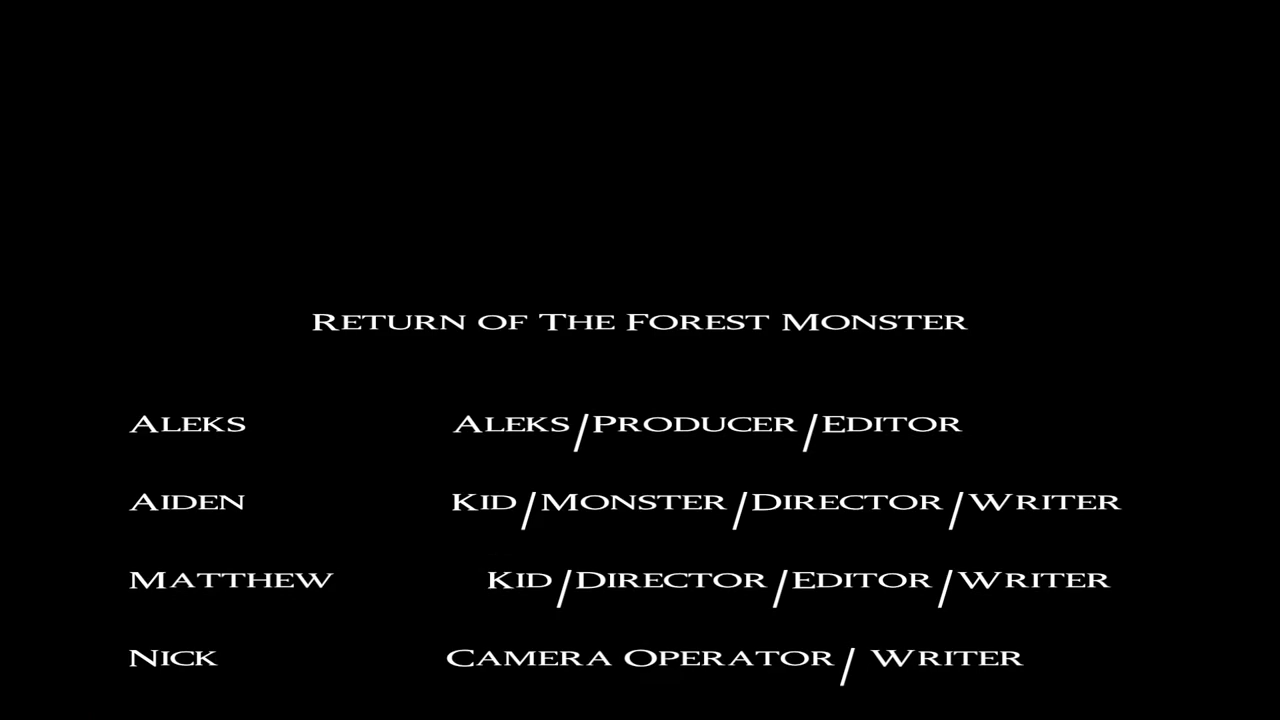 Return of The Forest Monster
Aleks Aleks/Producer/Editor
Aiden Kid/Monster/Director/Writer
Matthew Kid/Director/Editor/Writer
Nick Camera Operator/ Writer